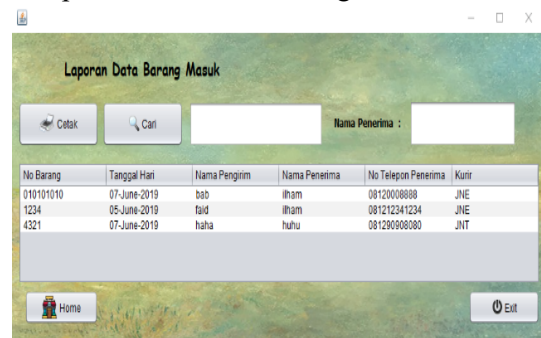 Laporan Data Barang Masuk
Cetak Cari Nama Penerima :
No Barang Tanggal Hari Nama Pengirim Nama Penerima No Telepon Penerima Kurir
010101010 07-June-2019 bab ilham 08120008888 JNE
1234 05-June-2019 faid ilham 081212341234 JNE
4321 07-June-2019 haha huhu 081290908080 JNT
Home Exit